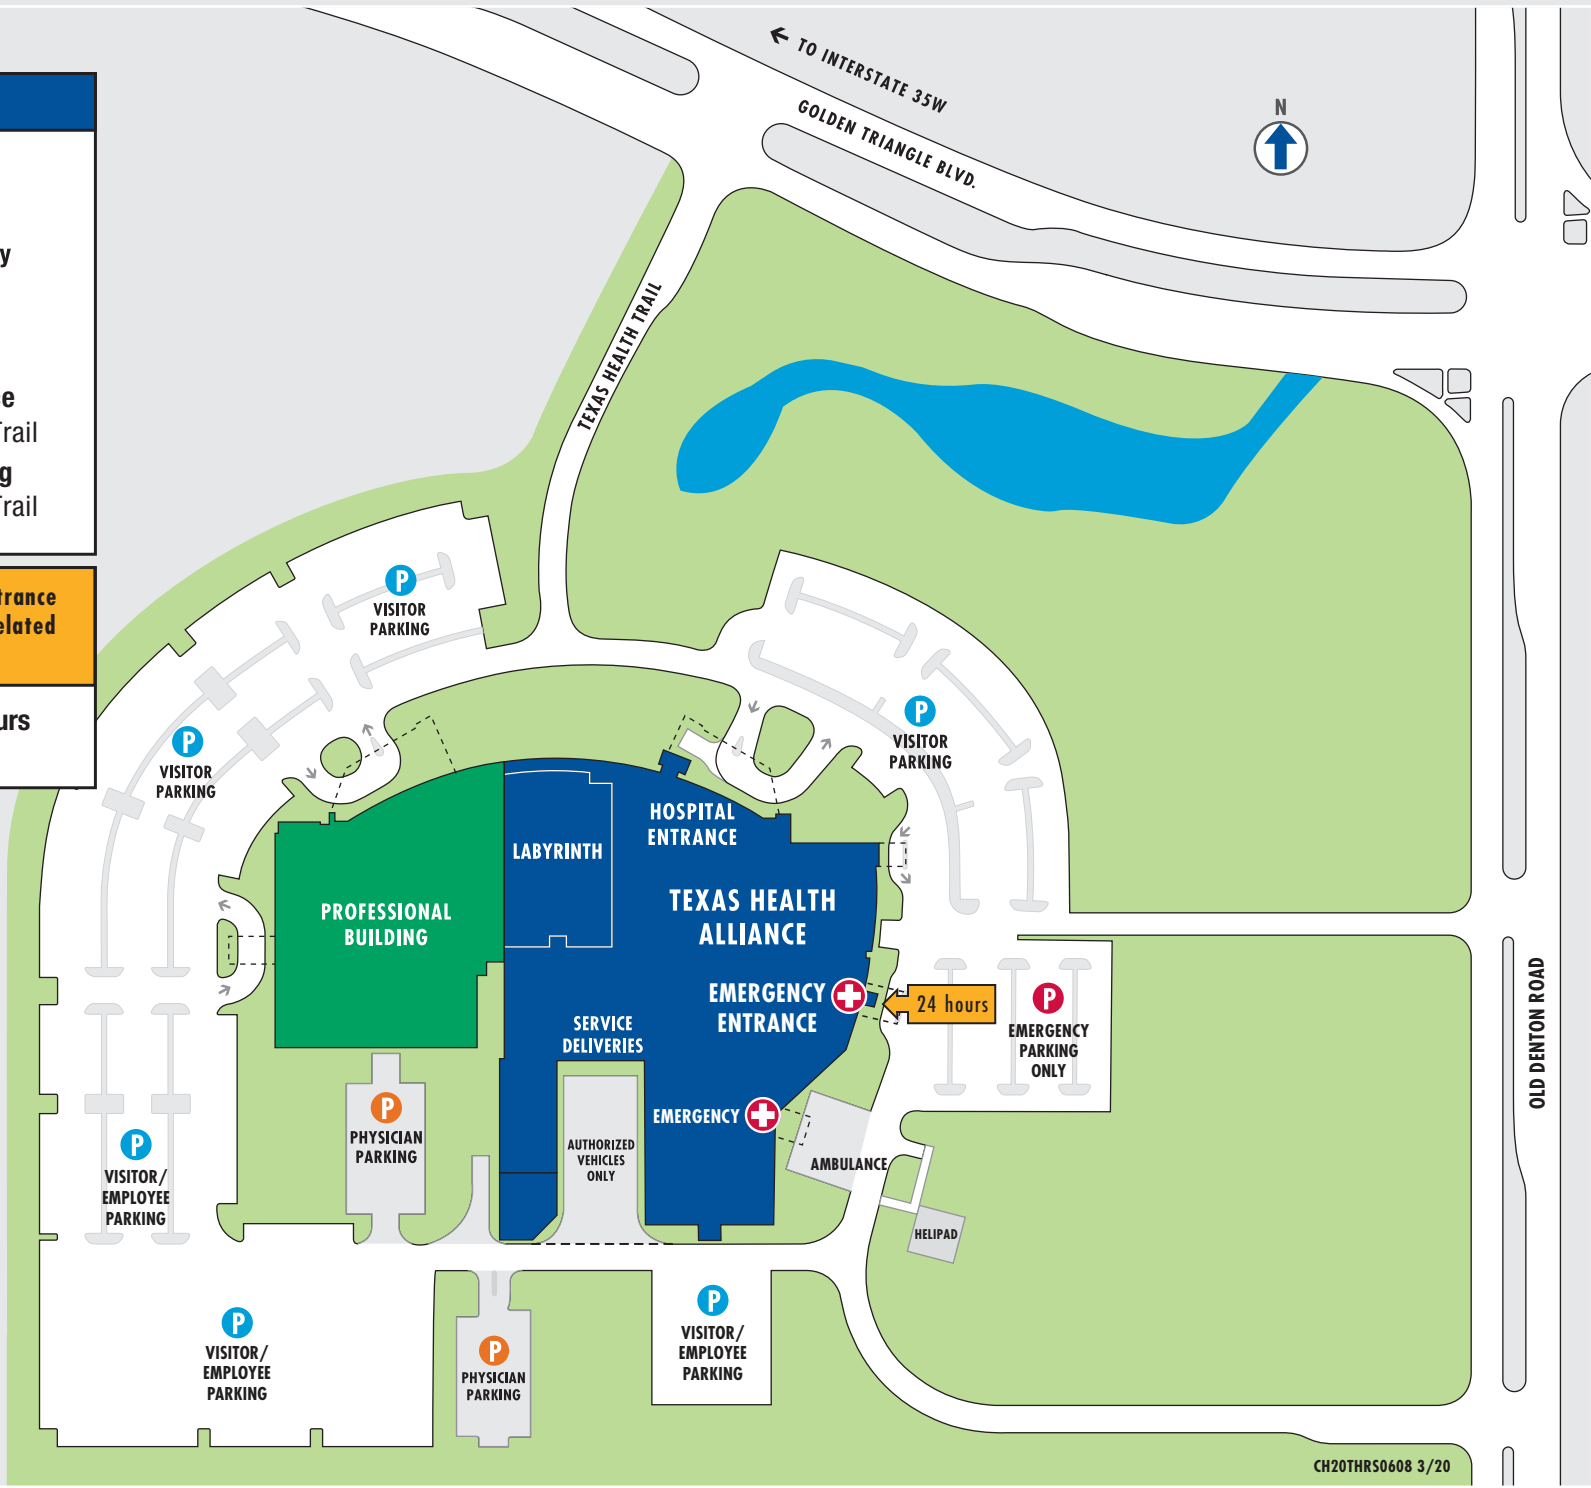 ← TO INTERSTATE 35W
GOLDEN TRIANGLE BLVD.
N
y
e
Trail
g
Trail
TEXAS HEALTH TRAIL
trance
elated
urs
P
VISITOR
PARKING
P
VISITOR
PARKING
P
VISITOR
PARKING
HOSPITAL
ENTRANCE
LABYRINTH
TEXAS HEALTH
ALLIANCE
PROFESSIONAL
BUILDING
EMERGENCY
ENTRANCE
24 hours
P
EMERGENCY
PARKING
ONLY
OLD DENTON ROAD
SERVICE
DELIVERIES
EMERGENCY
P
PHYSICIAN
PARKING
AUTHORIZED
VEHICLES
ONLY
AMBULANCE
P
VISITOR/
EMPLOYEE
PARKING
HELIPAD
P
VISITOR/
EMPLOYEE
PARKING
P
PHYSICIAN
PARKING
P
VISITOR/
EMPLOYEE
PARKING
CH20THRS0608 3/20